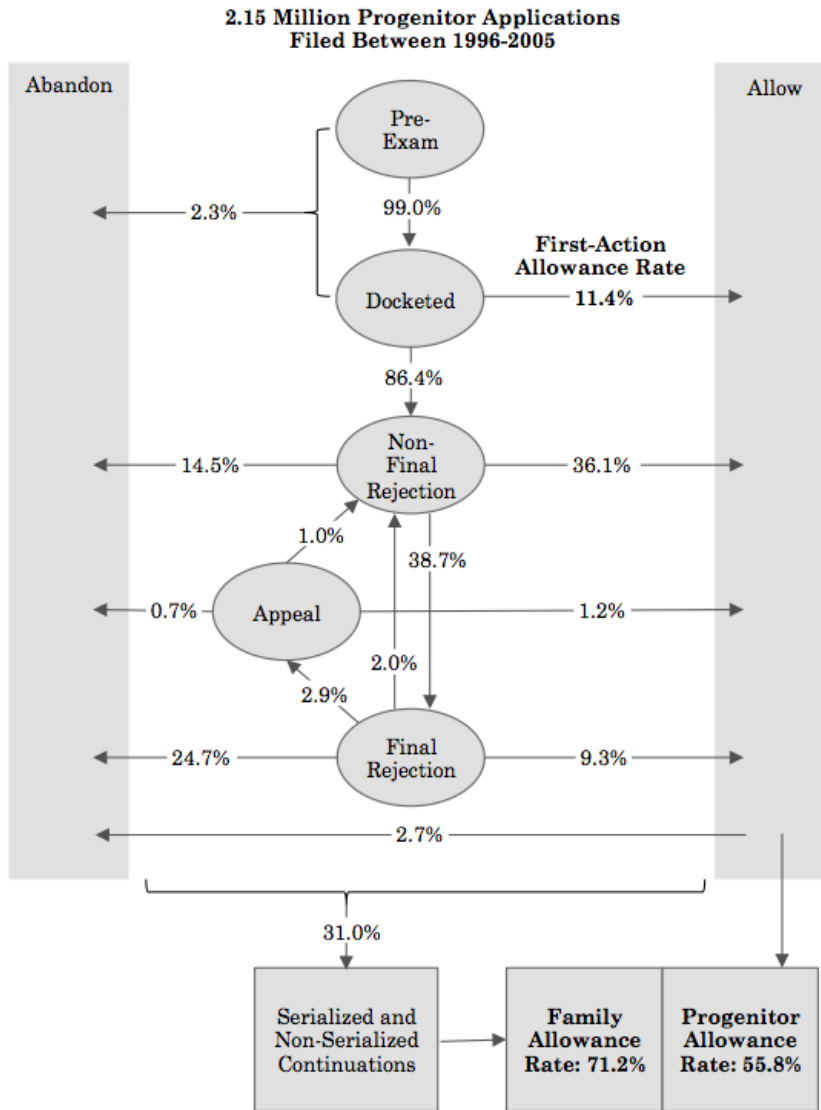 2.15 Million Progenitor Applications
Filed Between 1996-2005
Abandon
Allow
Pre-
Exam
2.3%
99.0%
First-Action
Allowance Rate
Docketed
11.4%
86.4%
14.5%
Non-
Final
Rejection
36.1%
1.0%
38.7%
0.7%
Appeal
1.2%
2.0%
2.9%
24.7%
Final
Rejection
9.3%
2.7%
31.0%
Serialized and
Non-Serialized
Continuations
Family
Allowance
Rate: 71.2%
Progenitor
Allowance
Rate: 55.8%